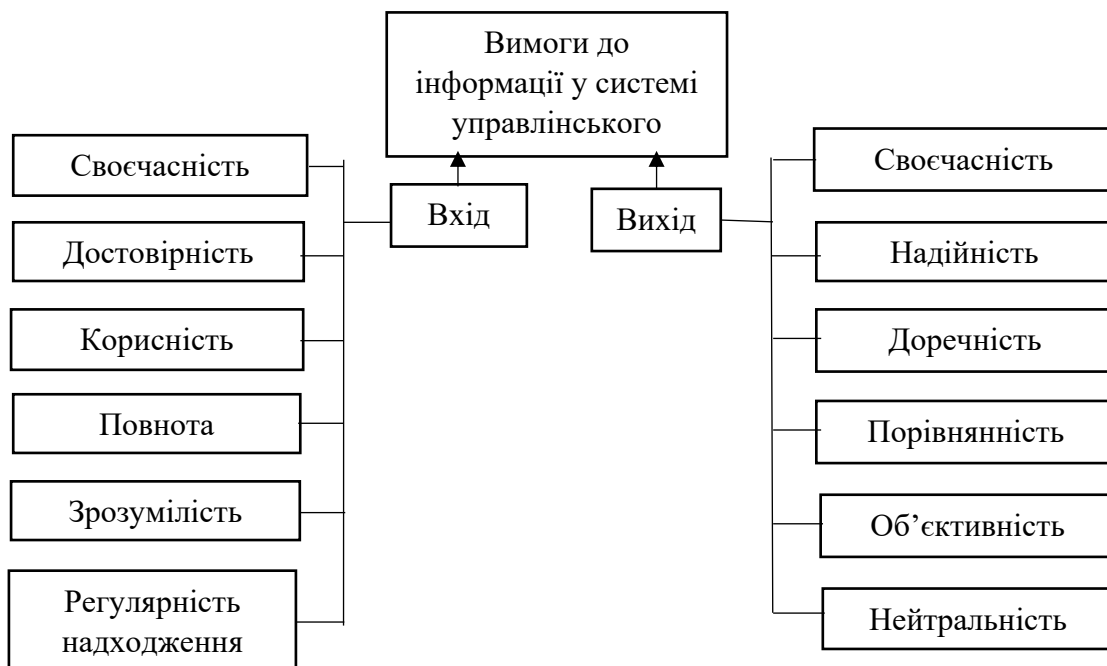 Вимоги до
інформації у системі
управлінського
Вхід
Вихід
Своєчасність
Достовірність
Корисність
Повнота
Зрозумілість
Регулярність
надходження
Своєчасність
Надійність
Доречність
Порівнянність
Об’єктивність
Нейтральність